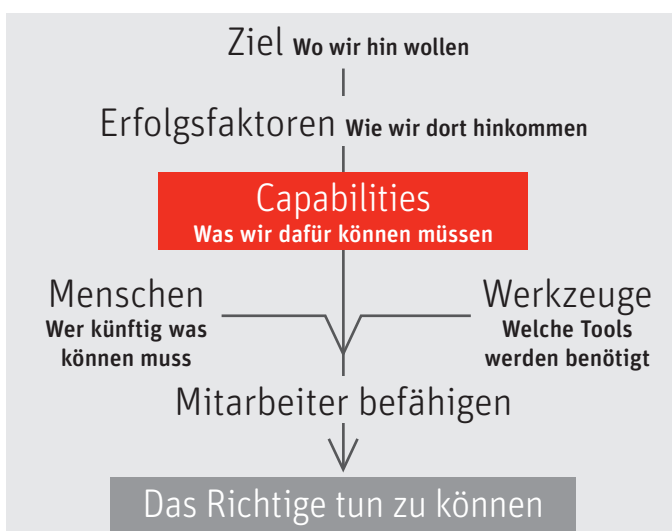 Ziel Wo wir hin wollen
Erfolgsfaktoren Wie wir dort hinkommen
Capabilities
Was wir dafür können müssen
Menschen
Wer künftig was
können muss
Werkzeuge
Welche Tools
werden benötigt
Mitarbeiter befähigen
Das Richtige tun zu können